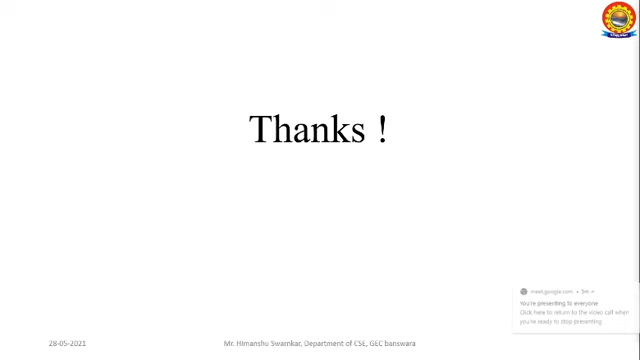 Thanks !
meet.google.com • 5m
You're presenting to everyone
Click here to return to the video call when
you're ready to stop presenting
28-05-2021
Mr. Himanshu Swarnkar, Department of CSE, GEC banswara